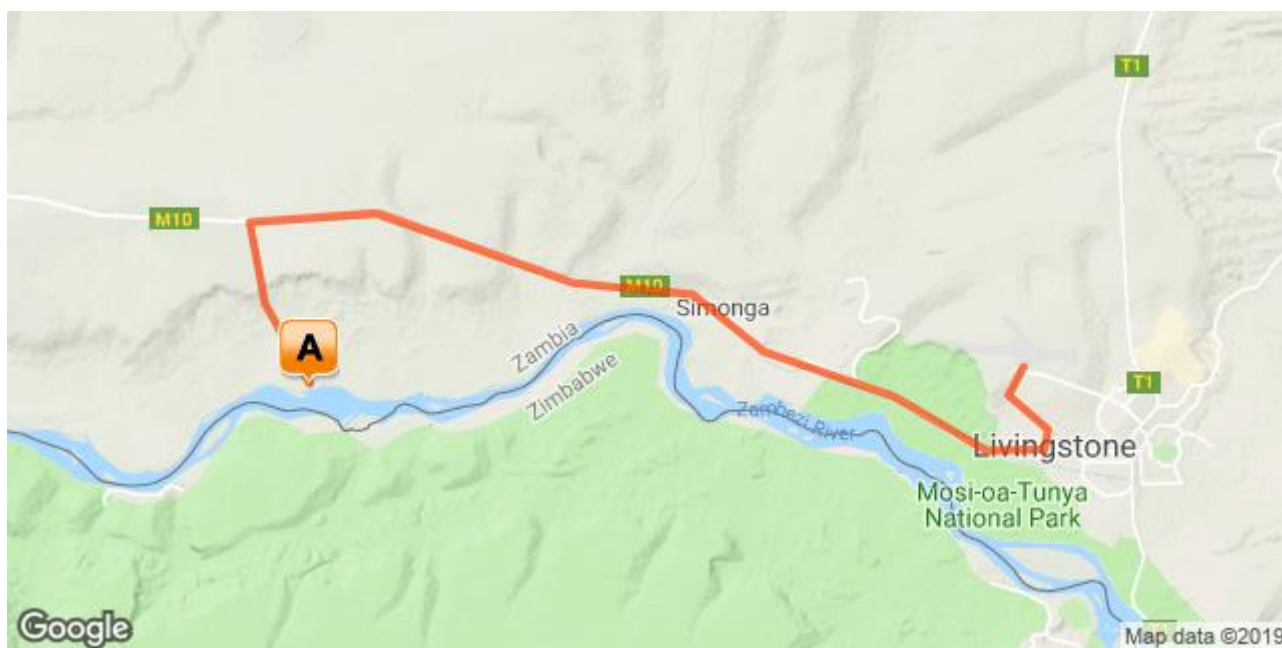 T1
M10
M10
Simonga
Zambia
Zimbabwe
A
T1
Zambezi River
Livingstone
Mosi-oa-Tunya
National Park
Google
Map data ©2019